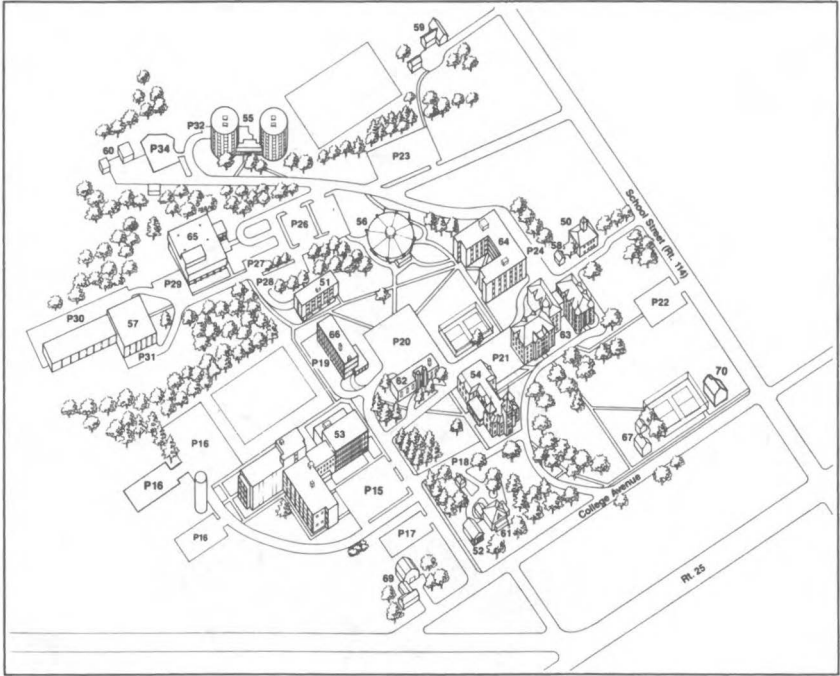 59
P32
55
60
P34
P23
School Street (Rt. 114)
56
50
65
P26
64
58
P24
P27
P29
P28
51
P22
63
P30
57
66
P20
P31
P19
P21
70
62
54
P16
53
67
P18
P16
P15
College Avenue
P17
61
P16
52
69
Rt. 25